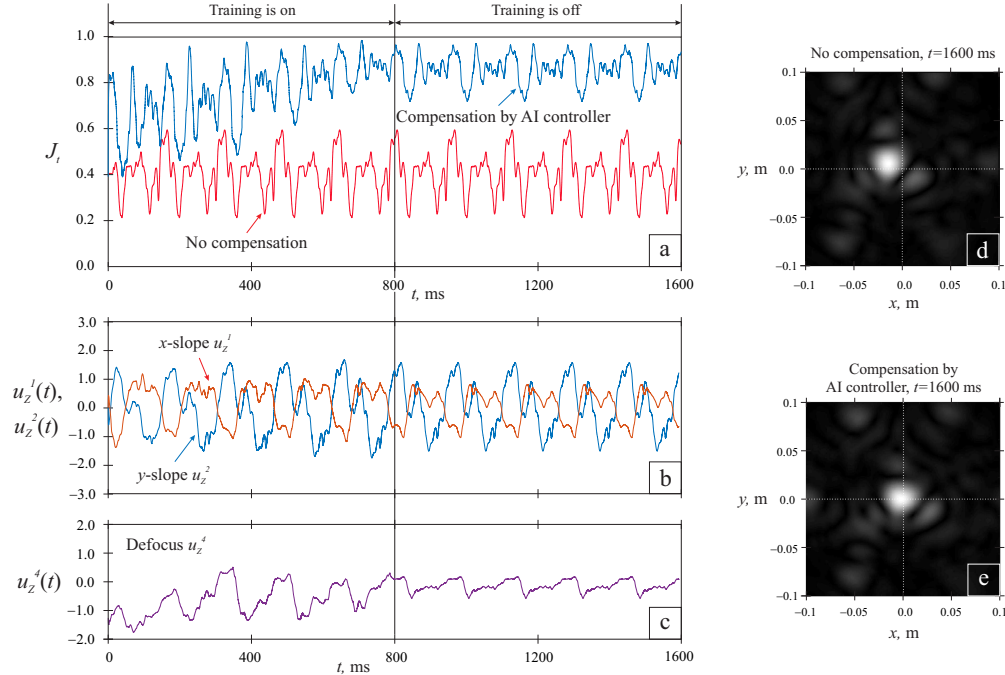 Training is on
Training is off
1.0
0.8
0.6
0.4
0.2
0.0
J_t
Compensation by AI controller
No compensation
a
800
1200
1600
t, ms
3.0
2.0
1.0
0.0
−1.0
−2.0
−3.0
u_z^1(t),
u_z^2(t)
x-slope u_z^1
y-slope u_z^2
b
2.0
1.0
0.0
−1.0
−2.0
u_z^4(t)
Defocus u_z^4
c
0
400
800
1200
1600
t, ms
No compensation, t=1600 ms
0.1
0.05
y, m
0.0
−0.05
−0.1
d
−0.1
−0.05
0.0
0.05
0.1
x, m
Compensation by
AI controller, t=1600 ms
0.1
0.05
y, m
0.0
−0.05
−0.1
e
−0.1
−0.05
0.0
0.05
0.1
x, m